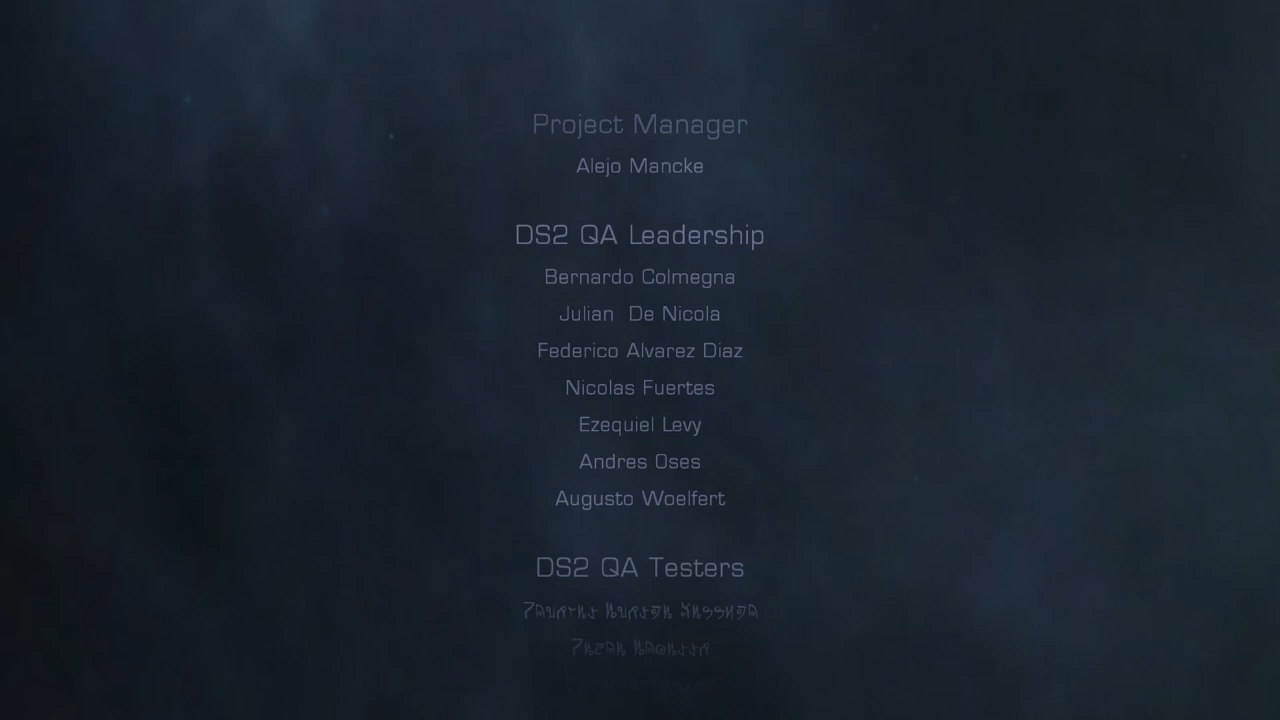 Project Manager
Alejo Mancke
DS2 QA Leadership
Bernardo Colmegna
Julian De Nicola
Federico Alvarez Diaz
Nicolas Fuertes
Ezequiel Levy
Andres Oses
Augusto Woelfert
DS2 QA Testers